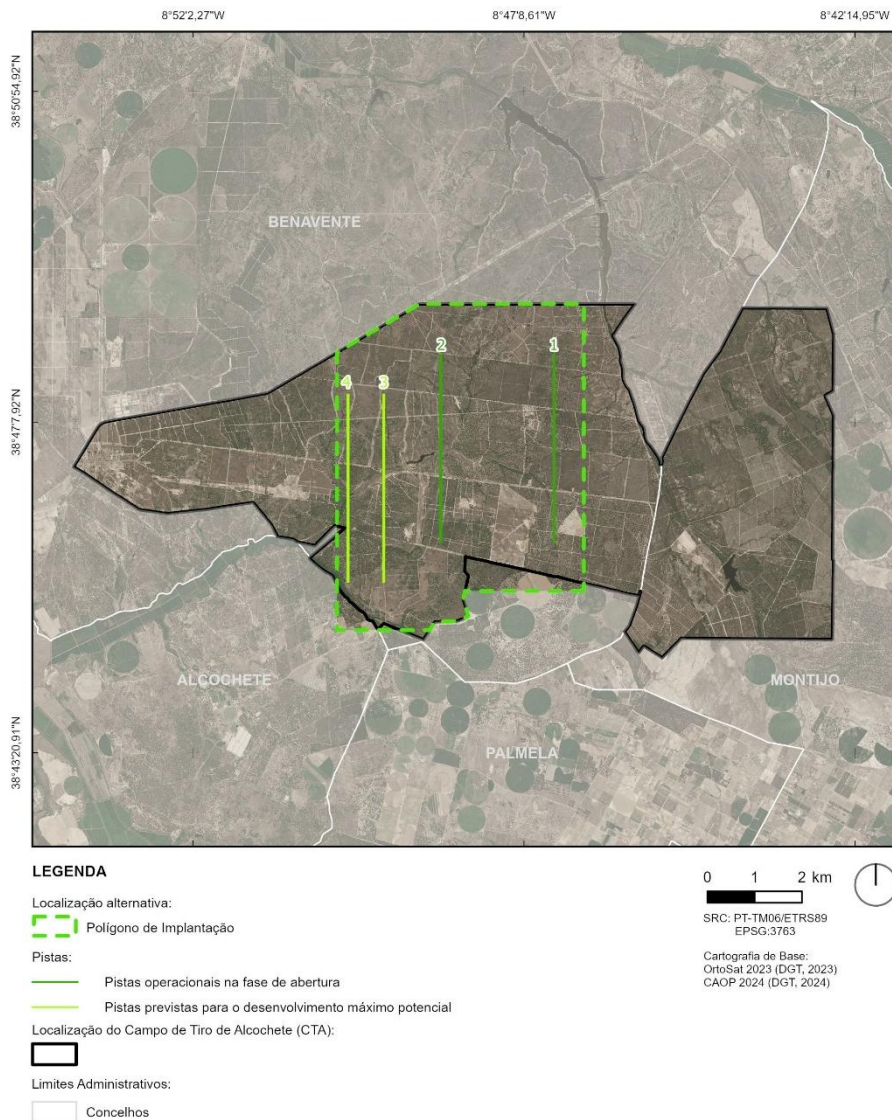 8°52'2,27"W
8°47'8,61"W
8°42'14,95"W
38°50'54,92"N
BENAVENTE
2
1
4
3
38°47'7,92"N
ALCOCHETE
MONTIJO
38°43'20,91"N
PALMELA
LEGENDA
Localização alternativa:
Polígono de Implantação
Pistas:
Pistas operacionais na fase de abertura
Pistas previstas para o desenvolvimento máximo potencial
Localização do Campo de Tiro de Alcochete (CTA):
Limites Administrativos:
Concelhos
0 1 2 km
SRC: PT-TM06/ETRS89
EPSG:3763
Cartografia de Base:
OrtoSat 2023 (DGT, 2023)
CAOP 2024 (DGT, 2024)